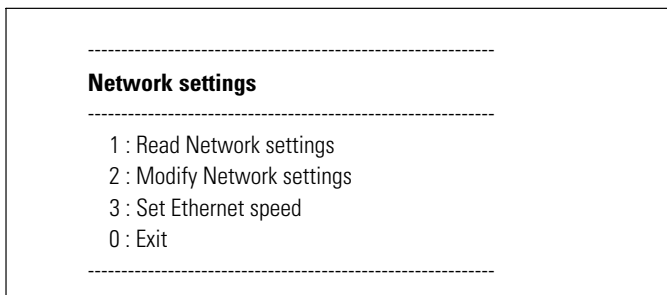 -------------------------------------------------------------
Network settings
-------------------------------------------------------------
1 : Read Network settings
2 : Modify Network settings
3 : Set Ethernet speed
0 : Exit
-------------------------------------------------------------